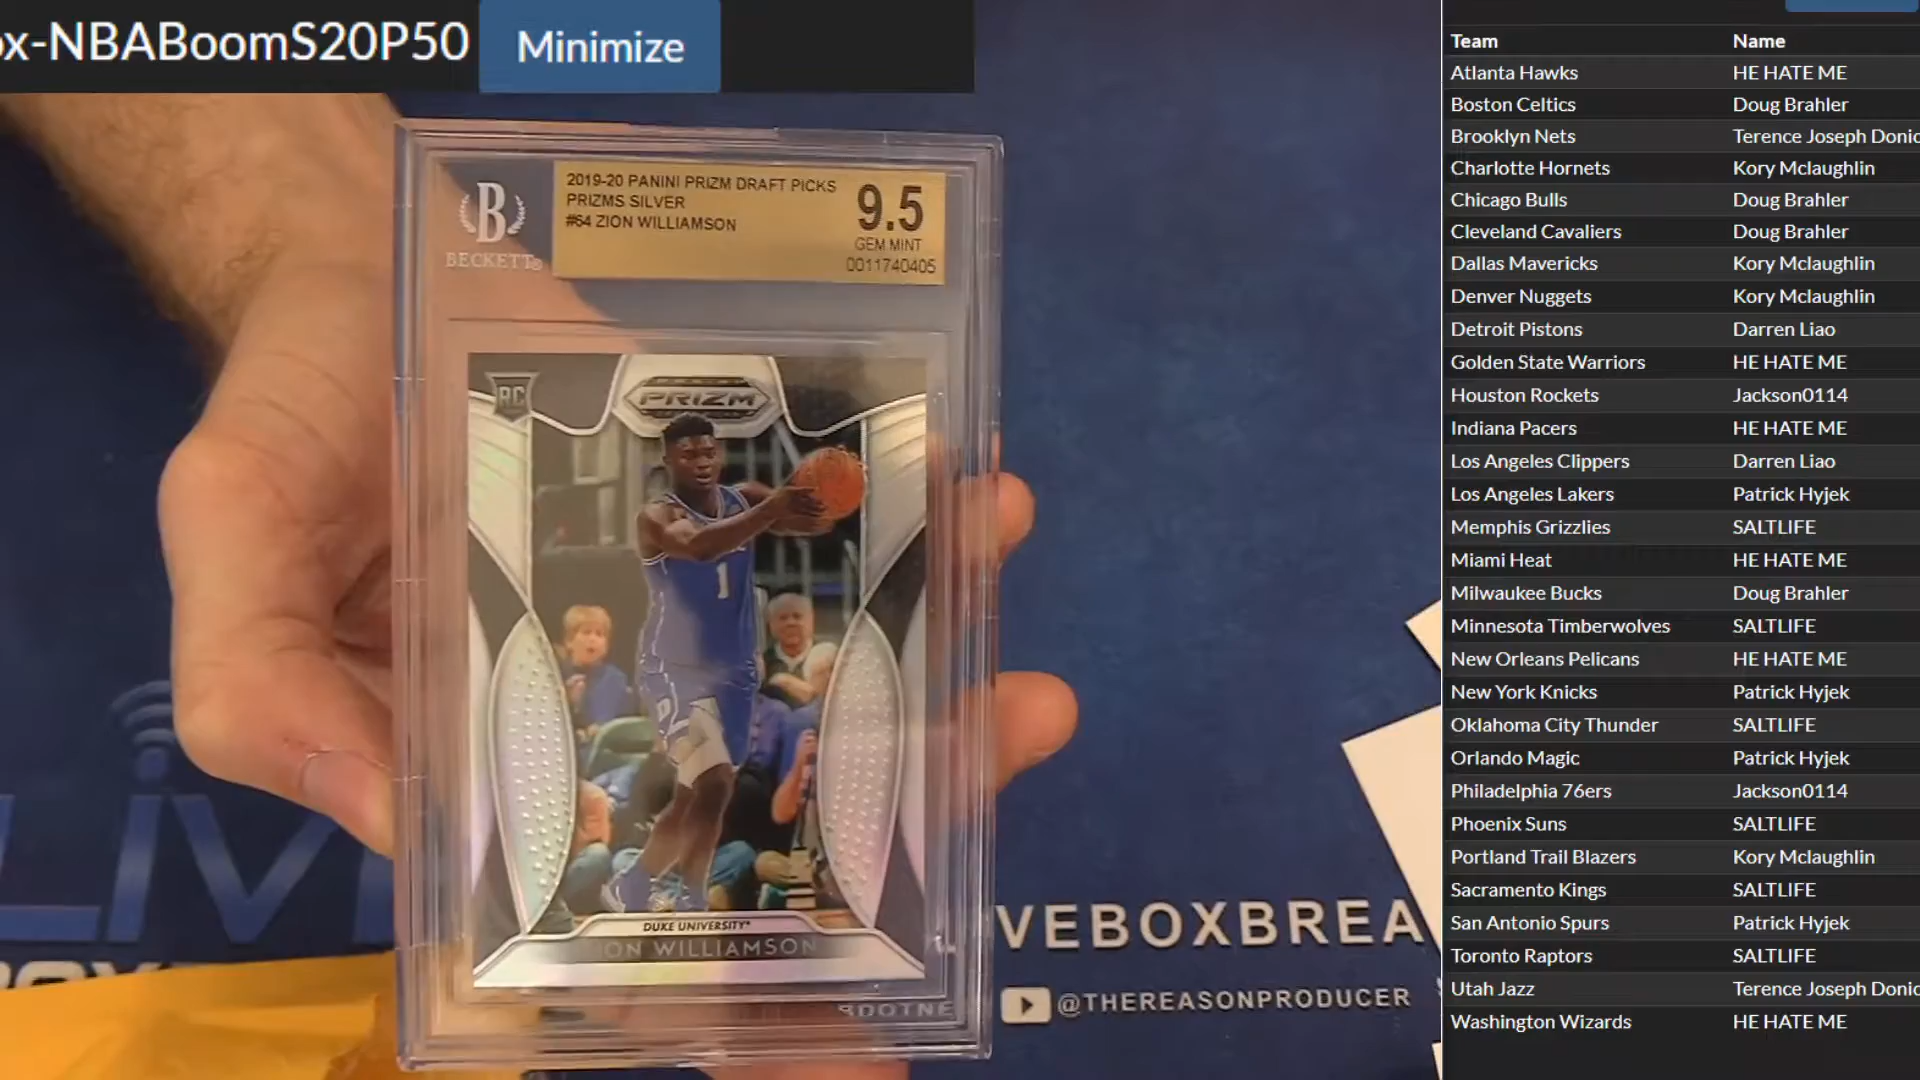 ox-NBABoomS20P50
Minimize
B
BECKETT®
2019-20 PANINI PRIZM DRAFT PICKS
PRIZMS SILVER
#64 ZION WILLIAMSON
9.5
GEM MINT
0011740405
RC
PRIZM
1
DUKE UNIVERSITY
ION WILLIAMSON
LIV
BOX
VEBOXBREA
@THEREASONPRODUCER
Team Name
Atlanta Hawks HE HATE ME
Boston Celtics Doug Brahler
Brooklyn Nets Terence Joseph Donic
Charlotte Hornets Kory Mclaughlin
Chicago Bulls Doug Brahler
Cleveland Cavaliers Doug Brahler
Dallas Mavericks Kory Mclaughlin
Denver Nuggets Kory Mclaughlin
Detroit Pistons Darren Liao
Golden State Warriors HE HATE ME
Houston Rockets Jackson0114
Indiana Pacers HE HATE ME
Los Angeles Clippers Darren Liao
Los Angeles Lakers Patrick Hyjek
Memphis Grizzlies SALTLIFE
Miami Heat HE HATE ME
Milwaukee Bucks Doug Brahler
Minnesota Timberwolves SALTLIFE
New Orleans Pelicans HE HATE ME
New York Knicks Patrick Hyjek
Oklahoma City Thunder SALTLIFE
Orlando Magic Patrick Hyjek
Philadelphia 76ers Jackson0114
Phoenix Suns SALTLIFE
Portland Trail Blazers Kory Mclaughlin
Sacramento Kings SALTLIFE
San Antonio Spurs Patrick Hyjek
Toronto Raptors SALTLIFE
Utah Jazz Terence Joseph Donic
Washington Wizards HE HATE ME